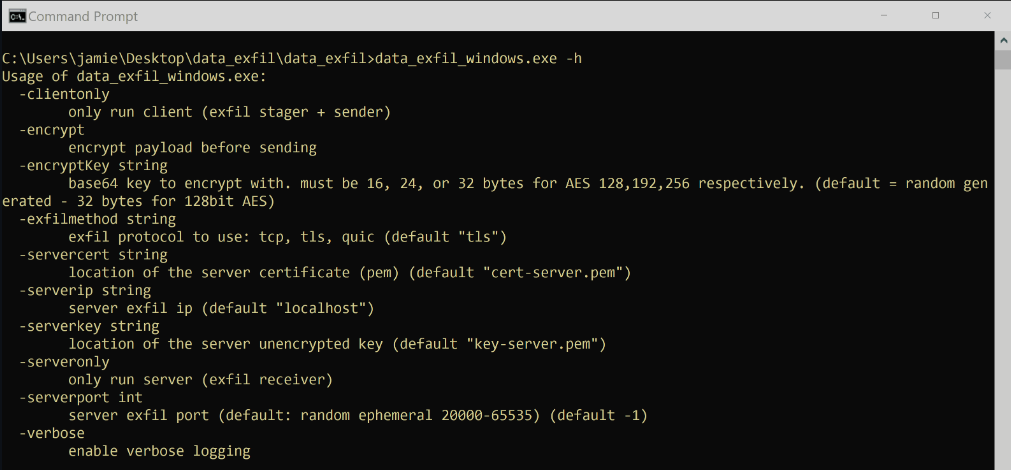 Command Prompt
C:\Users\jamie\Desktop\data_exfil\data_exfil>data_exfil_windows.exe -h
Usage of data_exfil_windows.exe:
  -clientonly
        only run client (exfil stager + sender)
  -encrypt
        encrypt payload before sending
  -encryptKey string
        base64 key to encrypt with. must be 16, 24, or 32 bytes for AES 128,192,256 respectively. (default = random gen
erated - 32 bytes for 128bit AES)
  -exfilmethod string
        exfil protocol to use: tcp, tls, quic (default "tls")
  -servercert string
        location of the server certificate (pem) (default "cert-server.pem")
  -serverip string
        server exfil ip (default "localhost")
  -serverkey string
        location of the server unencrypted key (default "key-server.pem")
  -serveronly
        only run server (exfil receiver)
  -serverport int
        server exfil port (default: random ephemeral 20000-65535) (default -1)
  -verbose
        enable verbose logging